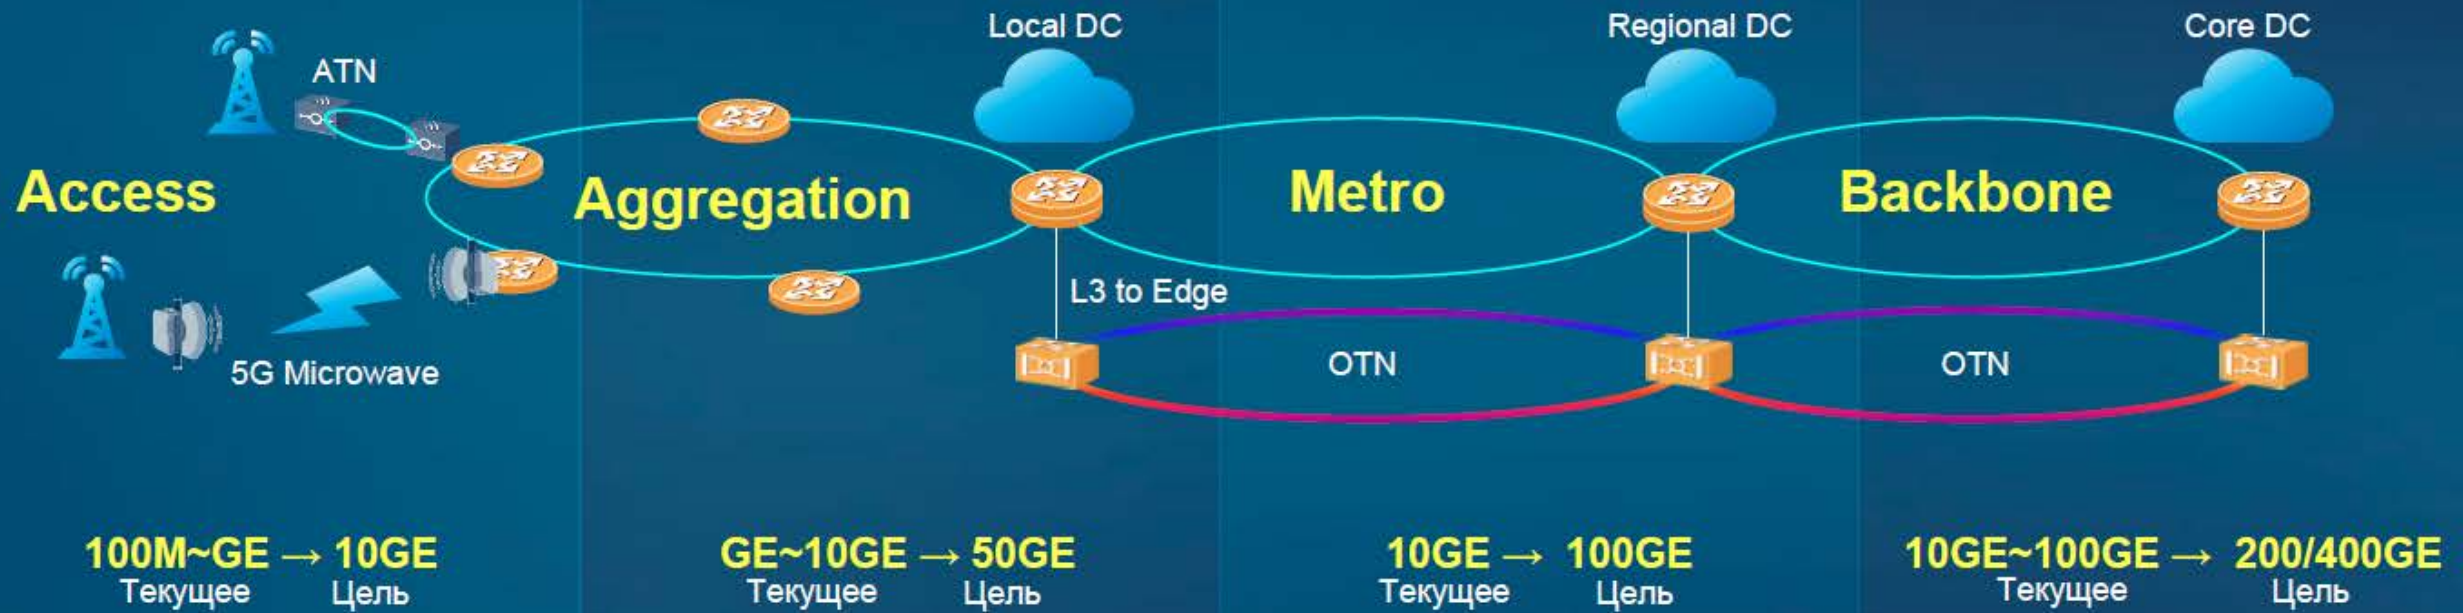 Local DC
Regional DC
Core DC
ATN
Access
Aggregation
Metro
Backbone
L3 to Edge
5G Microwave
OTN
OTN
100M~GE → 10GE
Текущее Цель
GE~10GE → 50GE
Текущее Цель
10GE → 100GE
Текущее Цель
10GE~100GE → 200/400GE
Текущее Цель